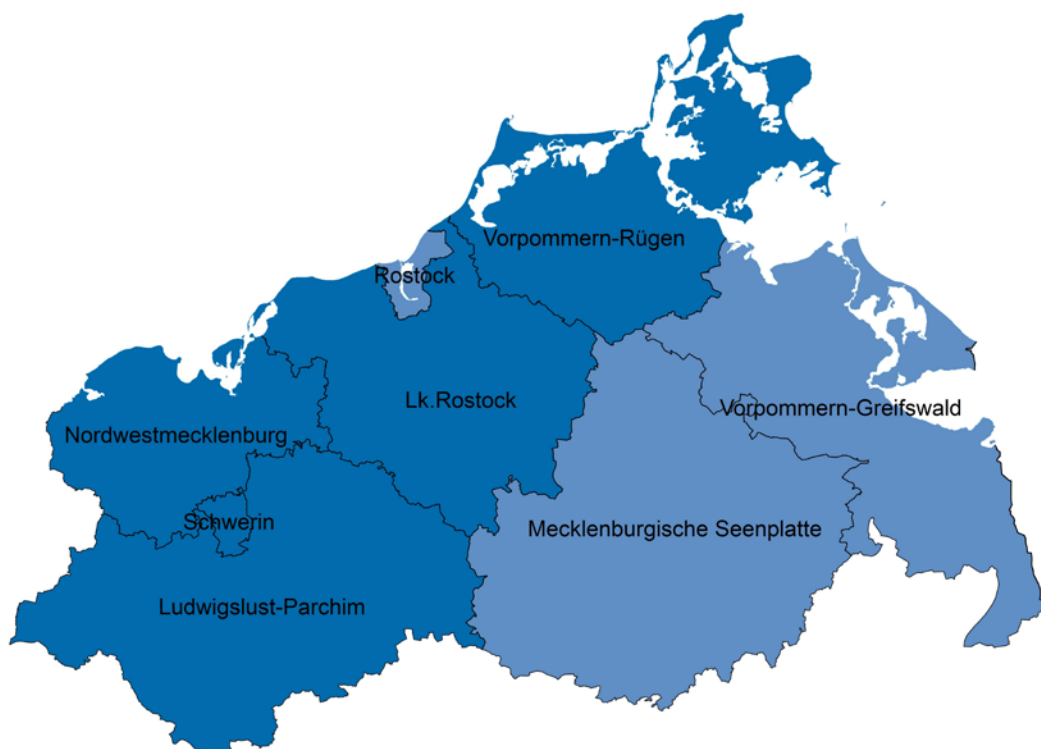 Vorpommern-Rügen
Rostock
Lk.Rostock
Vorpommern-Greifswald
Nordwestmecklenburg
Schwerin
Mecklenburgische Seenplatte
Ludwigslust-Parchim